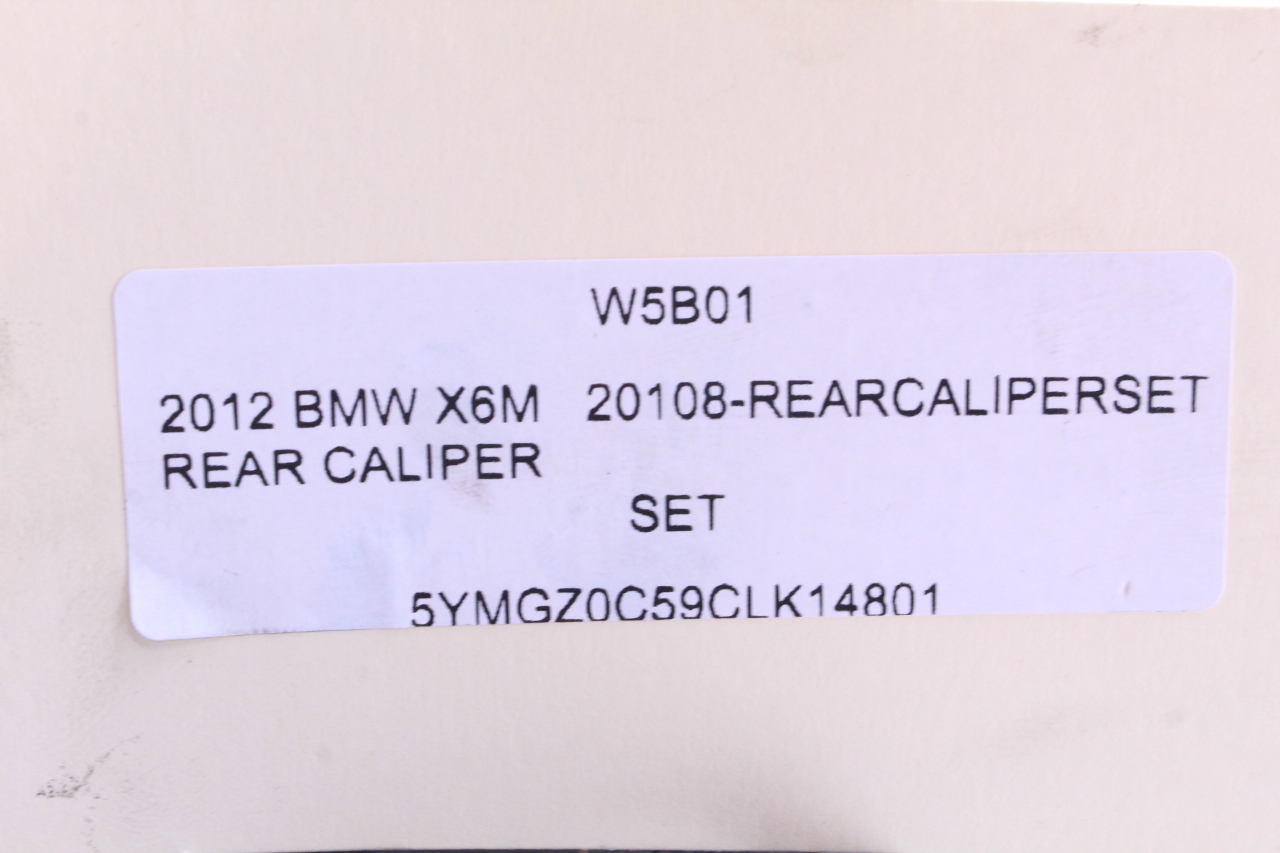 W5B01
2012 BMW X6M 20108-REARCALIPERSET
REAR CALIPER
SET
5YMGZ0C59CLK14801